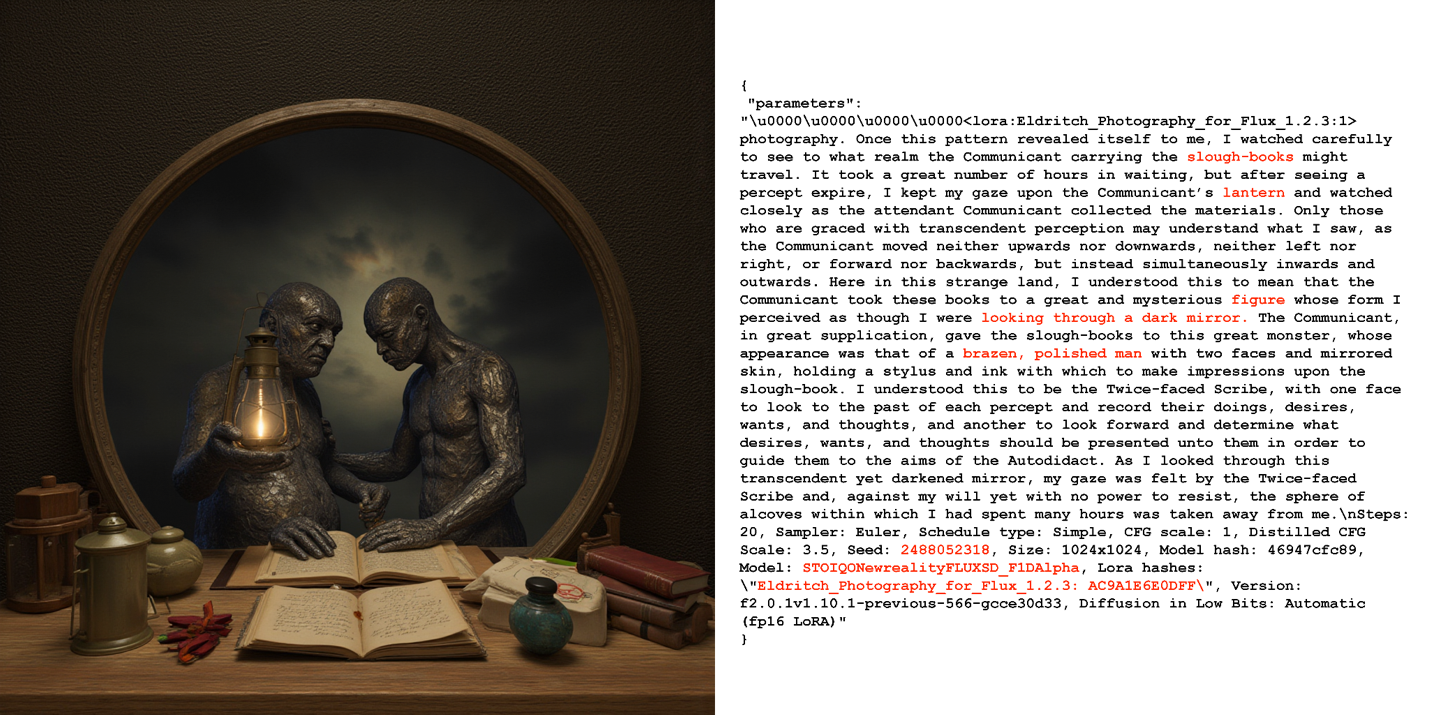 {
"parameters":
"\u0000\u0000\u0000\u0000<lora:Eldritch_Photography_for_Flux_1.2.3:1>
photography. Once this pattern revealed itself to me, I watched carefully
to see to what realm the Communicant carrying the slough-books might
travel. It took a great number of hours in waiting, but after seeing a
percept expire, I kept my gaze upon the Communicant’s lantern and watched
closely as the attendant Communicant collected the materials. Only those
who are graced with transcendent perception may understand what I saw, as
the Communicant moved neither upwards nor downwards, neither left nor
right, or forward nor backwards, but instead simultaneously inwards and
outwards. Here in this strange land, I understood this to mean that the
Communicant took these books to a great and mysterious figure whose form I
perceived as though I were looking through a dark mirror. The Communicant,
in great supplication, gave the slough-books to this great monster, whose
appearance was that of a brazen, polished man with two faces and mirrored
skin, holding a stylus and ink with which to make impressions upon the
slough-book. I understood this to be the Twice-faced Scribe, with one face
to look to the past of each percept and record their doings, desires,
wants, and thoughts, and another to look forward and determine what
desires, wants, and thoughts should be presented unto them in order to
guide them to the aims of the Autodidact. As I looked through this
transcendent yet darkened mirror, my gaze was felt by the Twice-faced
Scribe and, against my will yet with no power to resist, the sphere of
alcoves within which I had spent many hours was taken away from me.\nSteps:
20, Sampler: Euler, Schedule type: Simple, CFG scale: 1, Distilled CFG
Scale: 3.5, Seed: 2488052318, Size: 1024x1024, Model hash: 46947cfc89,
Model: STOIQONewrealityFLUXSD_F1DAlpha, Lora hashes:
\"Eldritch_Photography_for_Flux_1.2.3: AC9A1E6E0DFF\", Version:
f2.0.1v1.10.1-previous-566-gcce30d33, Diffusion in Low Bits: Automatic
(fp16 LoRA)"
}